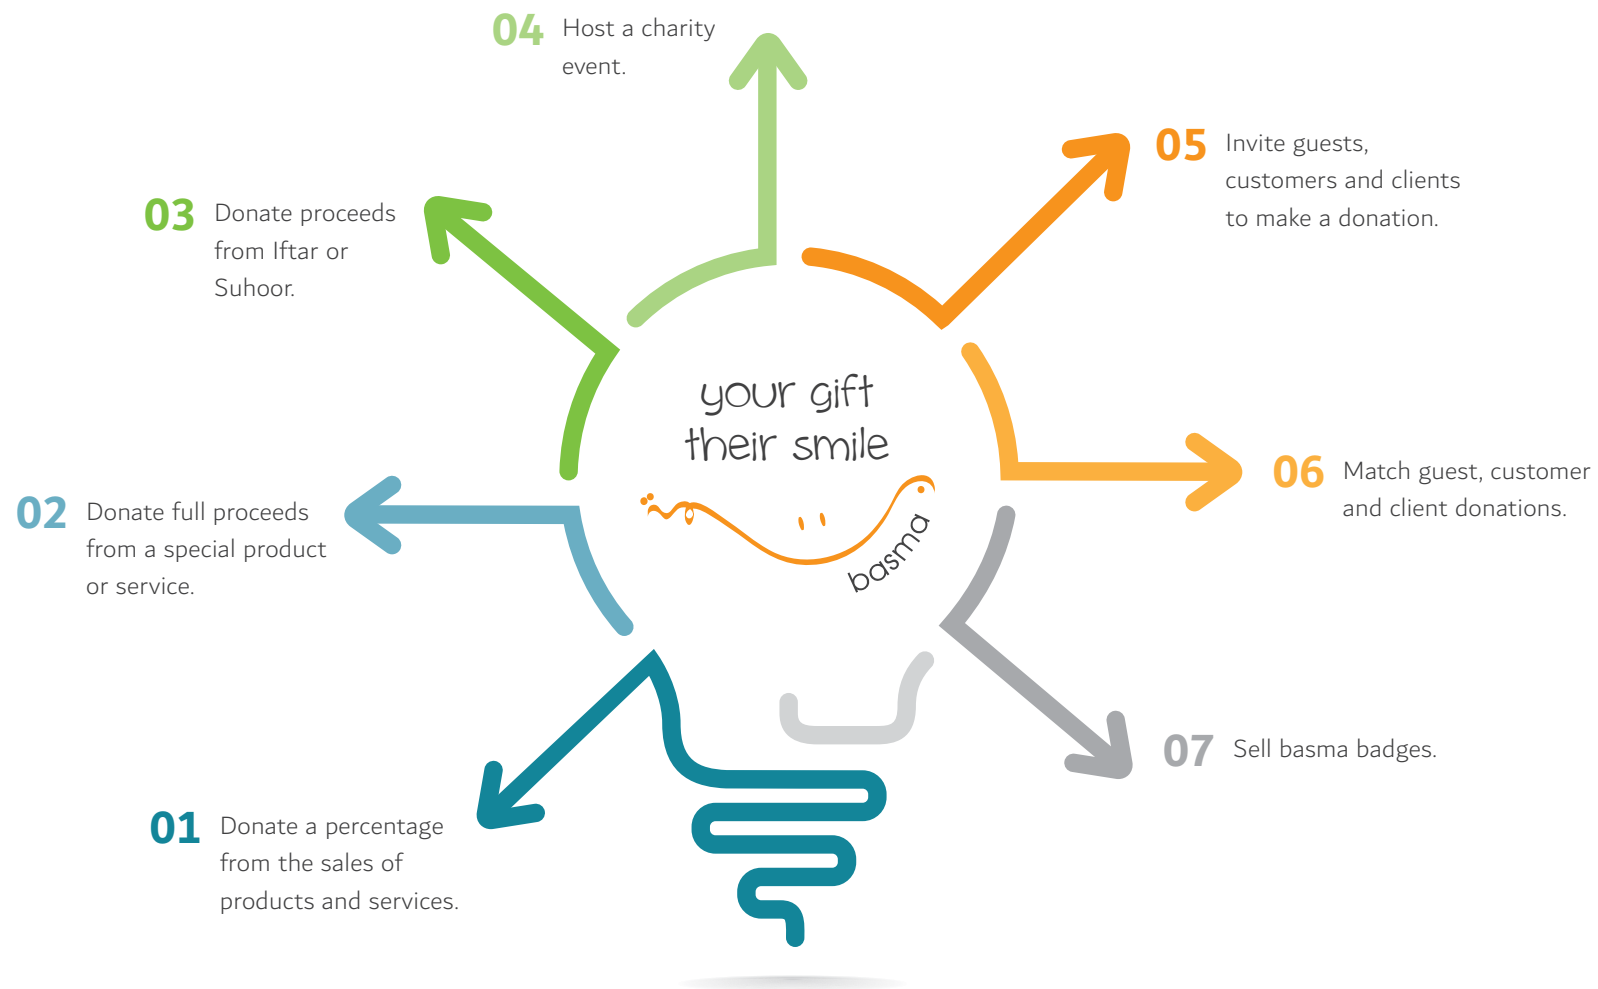 04 Host a charity
event.
05 Invite guests,
customers and clients
to make a donation.
03 Donate proceeds
from Iftar or
Suhoor.
your gift
their smile
basma
06 Match guest, customer
and client donations.
02 Donate full proceeds
from a special product
or service.
07 Sell basma badges.
01 Donate a percentage
from the sales of
products and services.